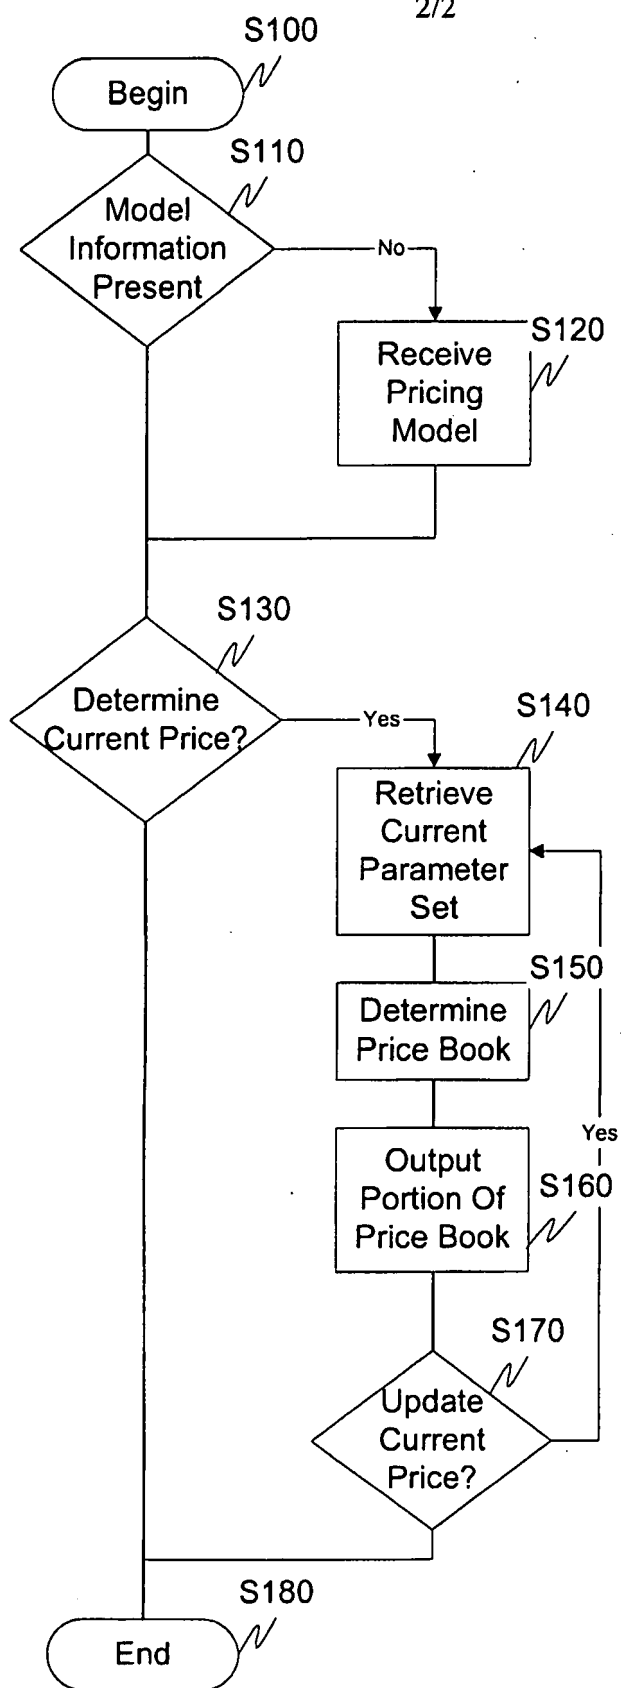 2/2
S100
Begin
S110
Model
Information
Present
No
S120
Receive
Pricing
Model
S130
Determine
Current Price?
Yes
S140
Retrieve
Current
Parameter
Set
S150
Determine
Price Book
Yes
Output
Portion Of
Price Book
S160
S170
Update
Current
Price?
S180
End